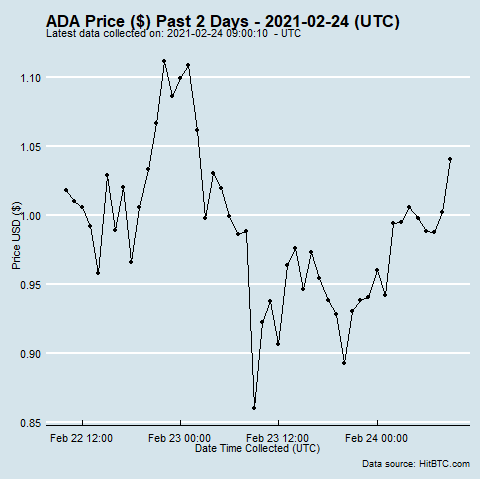 ADA Price ($) Past 2 Days - 2021-02-24 (UTC)
Latest data collected on: 2021-02-24 09:00:10 - UTC
1.10
1.05
1.00
0.95
0.90
0.85
Price USD ($)
Feb 22 12:00 Feb 23 00:00 Feb 23 12:00 Feb 24 00:00
Date Time Collected (UTC)
Data source: HitBTC.com